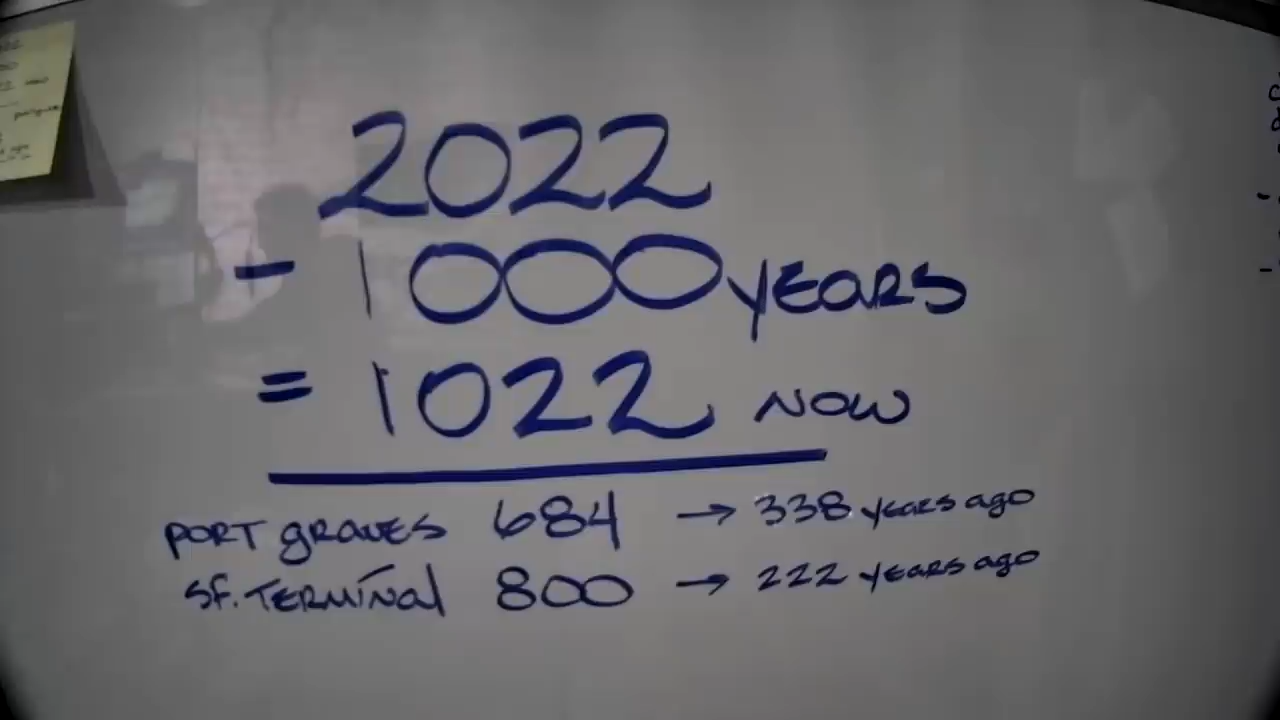 2022
- 1000 years
= 1022 now
PORT GRAVES 684 → 338 years ago
SF. TERMINAL 800 → 222 years ago